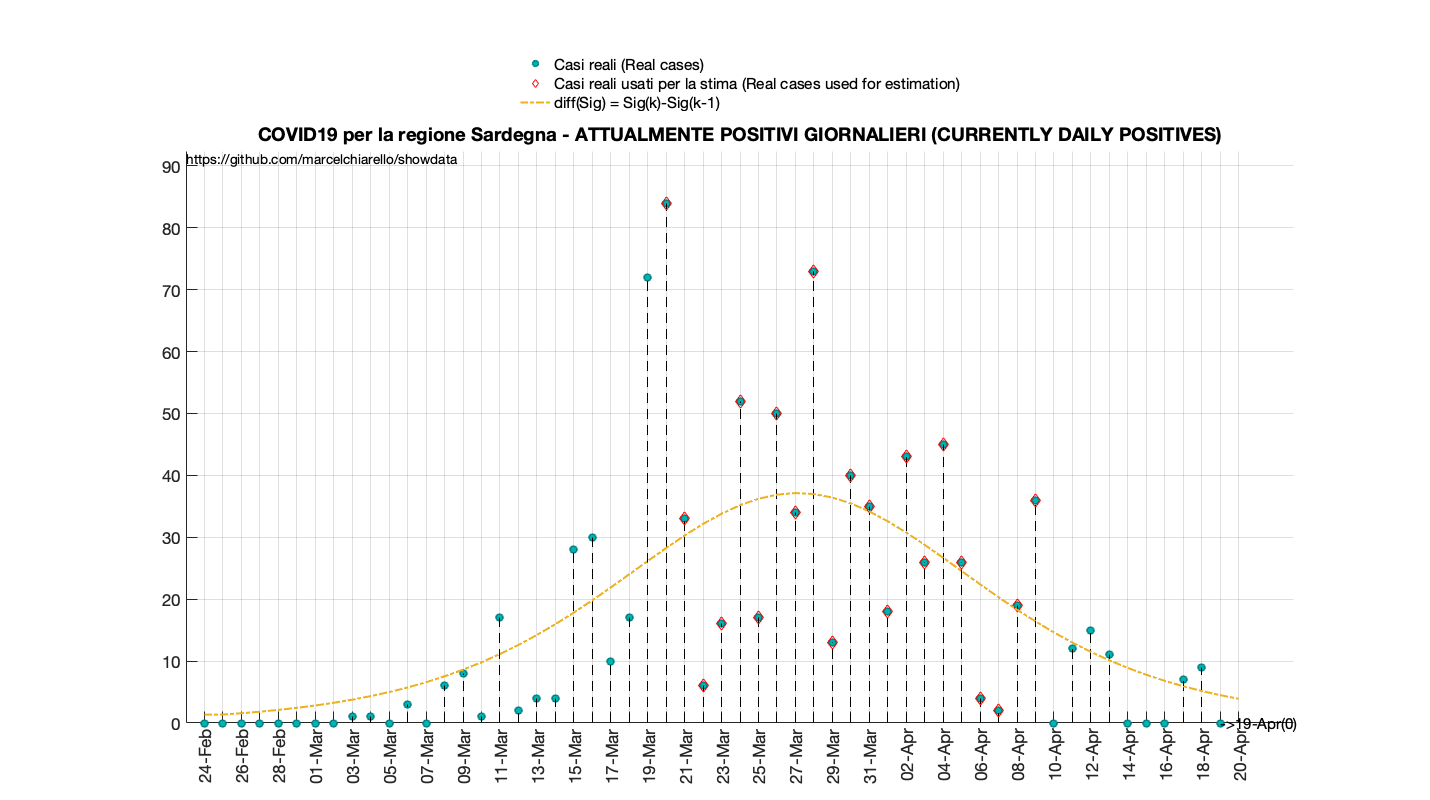 Casi reali (Real cases)
Casi reali usati per la stima (Real cases used for estimation)
diff(Sig) = Sig(k)-Sig(k-1)
COVID19 per la regione Sardegna - ATTUALMENTE POSITIVI GIORNALIERI (CURRENTLY DAILY POSITIVES)
https://github.com/marcelchiarello/showdata
90
80
70
60
50
40
30
20
10
0
->19-Apr(0)
24-Feb
26-Feb
28-Feb
01-Mar
03-Mar
05-Mar
07-Mar
09-Mar
11-Mar
13-Mar
15-Mar
17-Mar
19-Mar
21-Mar
23-Mar
25-Mar
27-Mar
29-Mar
31-Mar
02-Apr
04-Apr
06-Apr
08-Apr
10-Apr
12-Apr
14-Apr
16-Apr
18-Apr
20-Apr